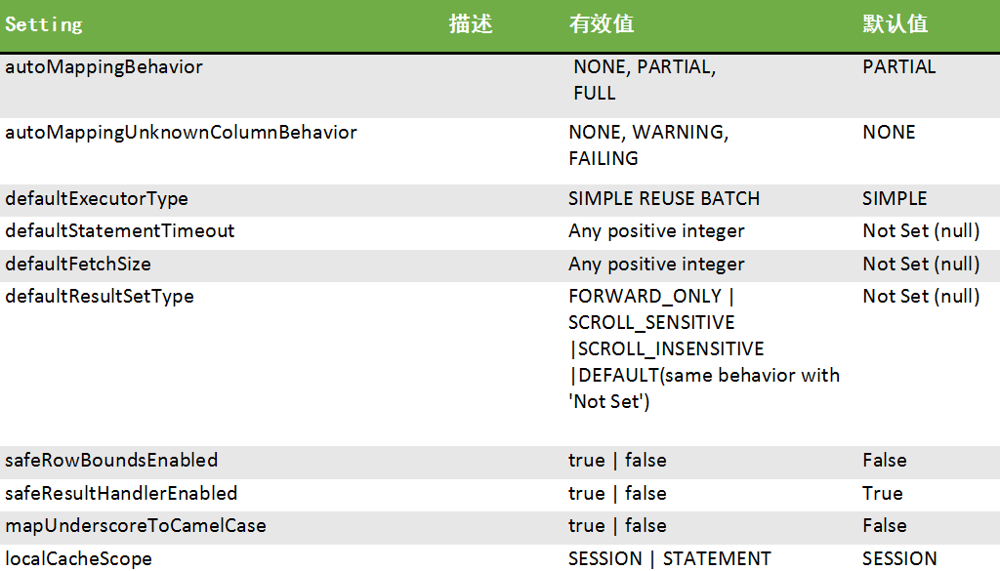 Setting 描述 有效值 默认值
autoMappingBehavior NONE, PARTIAL, PARTIAL
FULL
autoMappingUnknownColumnBehavior NONE, WARNING, NONE
FAILING
defaultExecutorType SIMPLE REUSE BATCH SIMPLE
defaultStatementTimeout Any positive integer Not Set (null)
defaultFetchSize Any positive integer Not Set (null)
defaultResultSetType FORWARD_ONLY | Not Set (null)
SCROLL_SENSITIVE
|SCROLL_INSENSITIVE
|DEFAULT(same behavior with
'Not Set')
safeRowBoundsEnabled true | false False
safeResultHandlerEnabled true | false True
mapUnderscoreToCamelCase true | false False
localCacheScope SESSION | STATEMENT SESSION